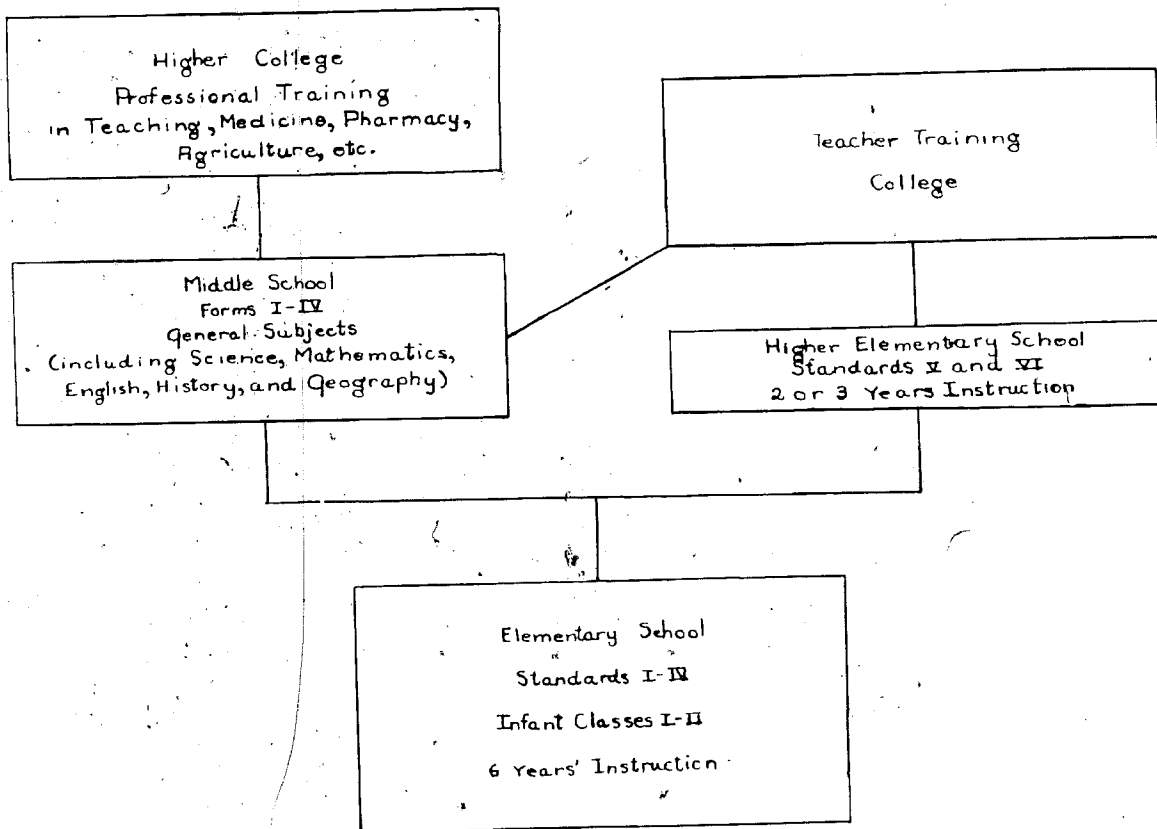 Higher College
Professional Training
in Teaching, Medicine, Pharmacy,
Agriculture, etc.
Teacher Training
College
Middle School
Forms I-IV
General Subjects
(including Science, Mathematics,
English, History, and Geography)
Higher Elementary School
Standards V and VI
2 or 3 Years Instruction
Elementary School
Standards I-IV
Infant Classes I-II
6 Years' Instruction